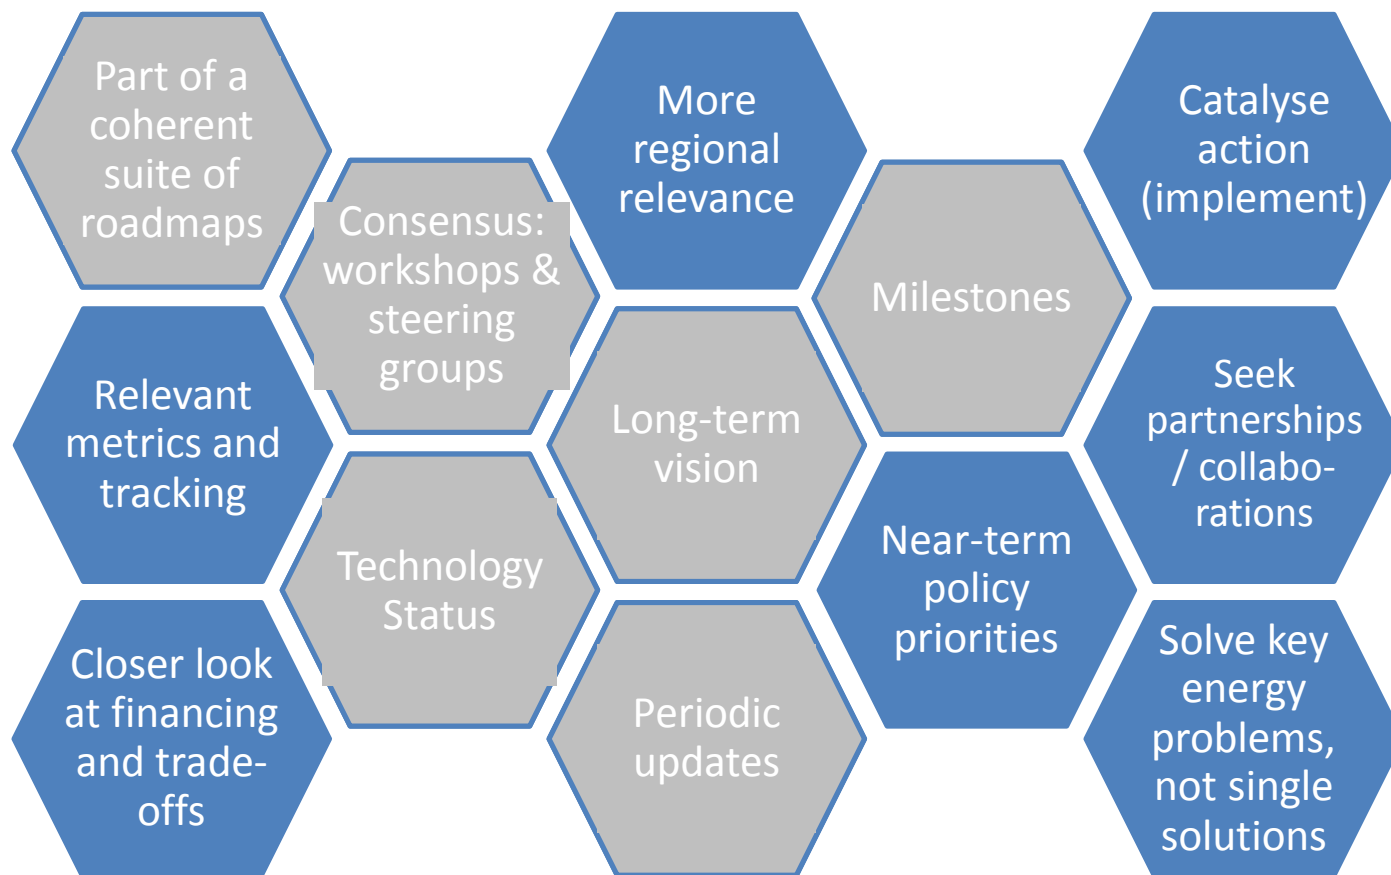 Part of a
coherent
suite of
roadmaps
Consensus:
workshops &
steering
groups
More
regional
relevance
Milestones
Catalyse
action
(implement)
Relevant
metrics and
tracking
Long-term
vision
Seek
partnerships
/ collabo-
rations
Technology
Status
Near-term
policy
priorities
Closer look
at financing
and trade-
offs
Periodic
updates
Solve key
energy
problems,
not single
solutions